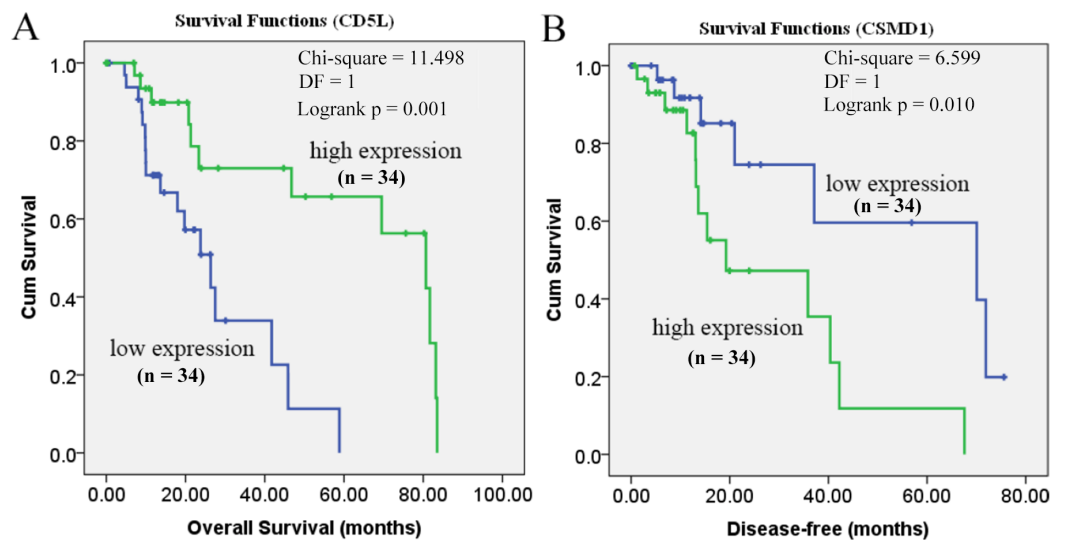 A
Survival Functions (CD5L)
Chi-square = 11.498
DF = 1
Logrank p = 0.001
high expression
(n = 34)
low expression
(n = 34)
Cum Survival
1.0
0.8
0.6
0.4
0.2
0.0
0.00 20.00 40.00 60.00 80.00 100.00
Overall Survival (months)
B
Survival Functions (CSMD1)
Chi-square = 6.599
DF = 1
Logrank p = 0.010
low expression
(n = 34)
high expression
(n = 34)
Cum Survival
1.0
0.8
0.6
0.4
0.2
0.0
0.00 20.00 40.00 60.00 80.00
Disease-free (months)